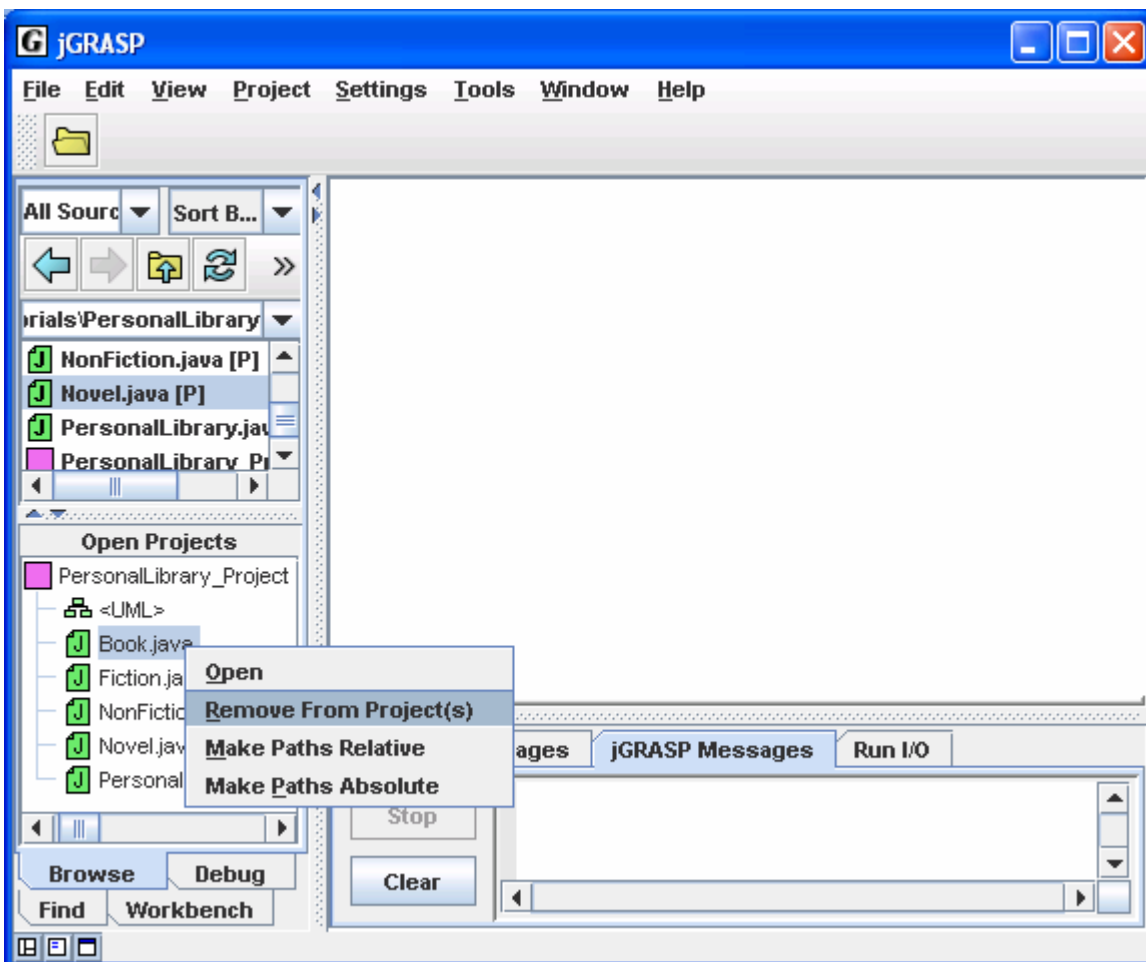 G jGRASP
File Edit View Project Settings Tools Window Help
All Sourc Sort B...
»
rials\PersonalLibrary
J NonFiction.java [P]
J Novel.java [P]
J PersonalLibrary.jav
PersonalLibrary_Pr
Open Projects
PersonalLibrary_Project
<UML>
J Book.java
J Fiction.ja
J NonFictio
J Novel.jav
J Personal
Open
Remove From Project(s)
Make Paths Relative
Make Paths Absolute
ages jGRASP Messages Run I/O
Stop
Clear
Browse Debug
Find Workbench